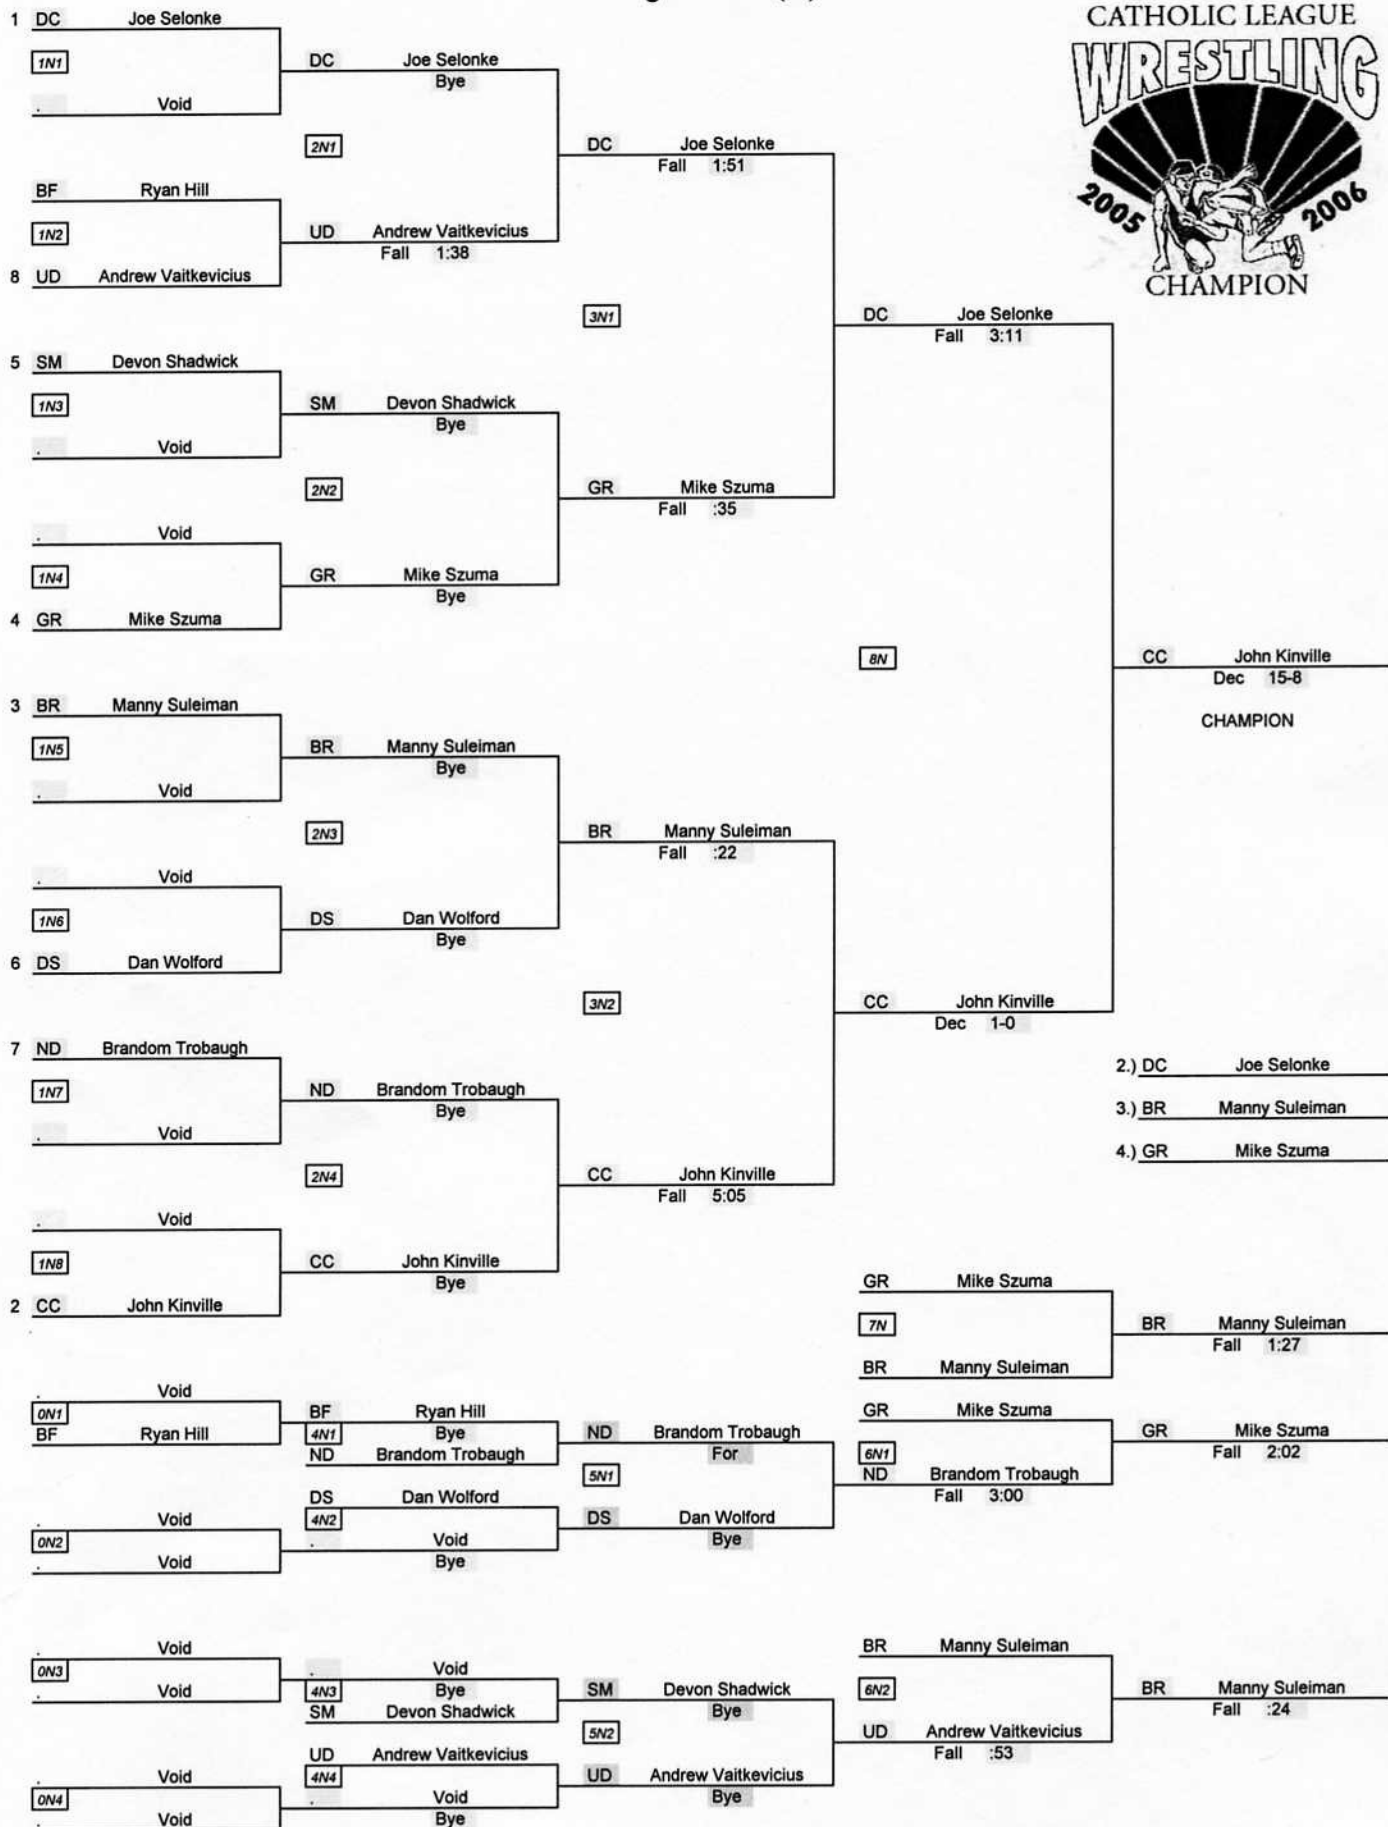 CATHOLIC LEAGUE
WRESTLING
2005 2006
CHAMPION
1 DC Joe Selonke
1N1
. Void
DC Joe Selonke
Bye
2N1
BF Ryan Hill
1N2
8 UD Andrew Vaitkevicius
UD Andrew Vaitkevicius
Fall 1:38
DC Joe Selonke
Fall 1:51
3N1
5 SM Devon Shadwick
1N3
. Void
SM Devon Shadwick
Bye
2N2
. Void
1N4
4 GR Mike Szuma
GR Mike Szuma
Bye
GR Mike Szuma
Fall :35
DC Joe Selonke
Fall 3:11
8N
3 BR Manny Suleiman
1N5
. Void
BR Manny Suleiman
Bye
2N3
. Void
1N6
6 DS Dan Wolford
DS Dan Wolford
Bye
BR Manny Suleiman
Fall :22
3N2
7 ND Brandom Trobaugh
1N7
. Void
ND Brandom Trobaugh
Bye
2N4
. Void
1N8
2 CC John Kinville
CC John Kinville
Bye
CC John Kinville
Fall 5:05
CC John Kinville
Dec 1-0
CC John Kinville
Dec 15-8
CHAMPION
2.) DC Joe Selonke
3.) BR Manny Suleiman
4.) GR Mike Szuma
GR Mike Szuma
7N
BR Manny Suleiman
BR Manny Suleiman
Fall 1:27
. Void
0N1
BF Ryan Hill
BF Ryan Hill
4N1 Bye
ND Brandom Trobaugh
ND Brandom Trobaugh
For
5N1
. Void
0N2
. Void
DS Dan Wolford
4N2
. Void
Bye
DS Dan Wolford
Bye
GR Mike Szuma
6N1
ND Brandom Trobaugh
Fall 3:00
GR Mike Szuma
Fall 2:02
. Void
0N3
. Void
. Void
4N3 Bye
SM Devon Shadwick
SM Devon Shadwick
Bye
5N2
. Void
0N4
Void
UD Andrew Vaitkevicius
4N4
. Void
Bye
UD Andrew Vaitkevicius
Bye
BR Manny Suleiman
6N2
UD Andrew Vaitkevicius
Fall :53
BR Manny Suleiman
Fall :24